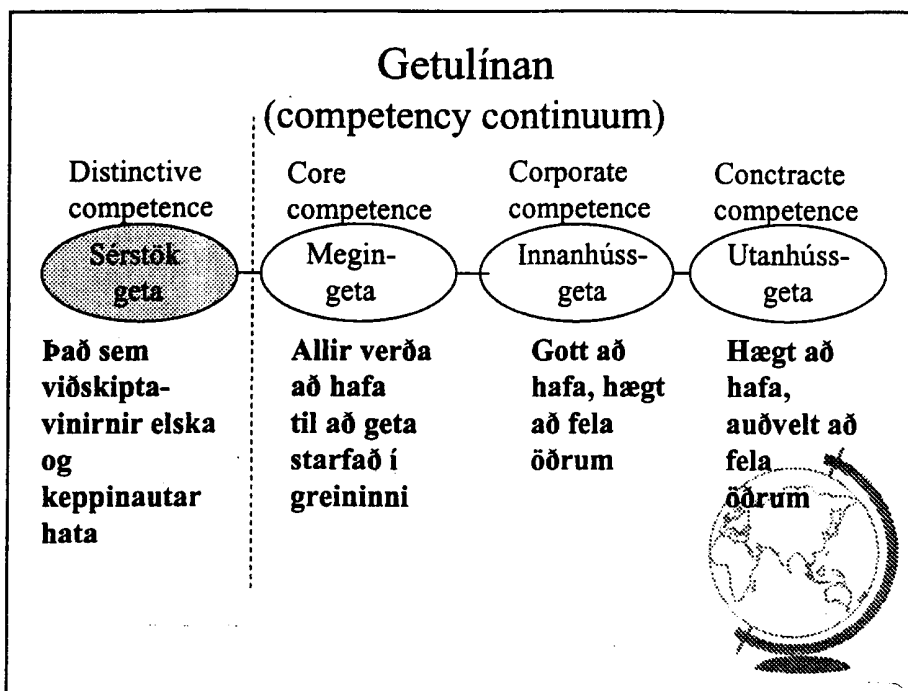 Getulínan
(competency continuum)
Distinctive
competence
Sérstök
geta
Það sem
viðskipta-
vinirnir elska
og
keppinautar
hata
Core
competence
Megin-
geta
Allir verða
að hafa
til að geta
starfað í
greininni
Corporate
competence
Innanhúss-
geta
Gott að
hafa, hægt
að fela
öðrum
Conctracte
competence
Utanhúss-
geta
Hægt að
hafa,
auðvelt að
fela
öðrum